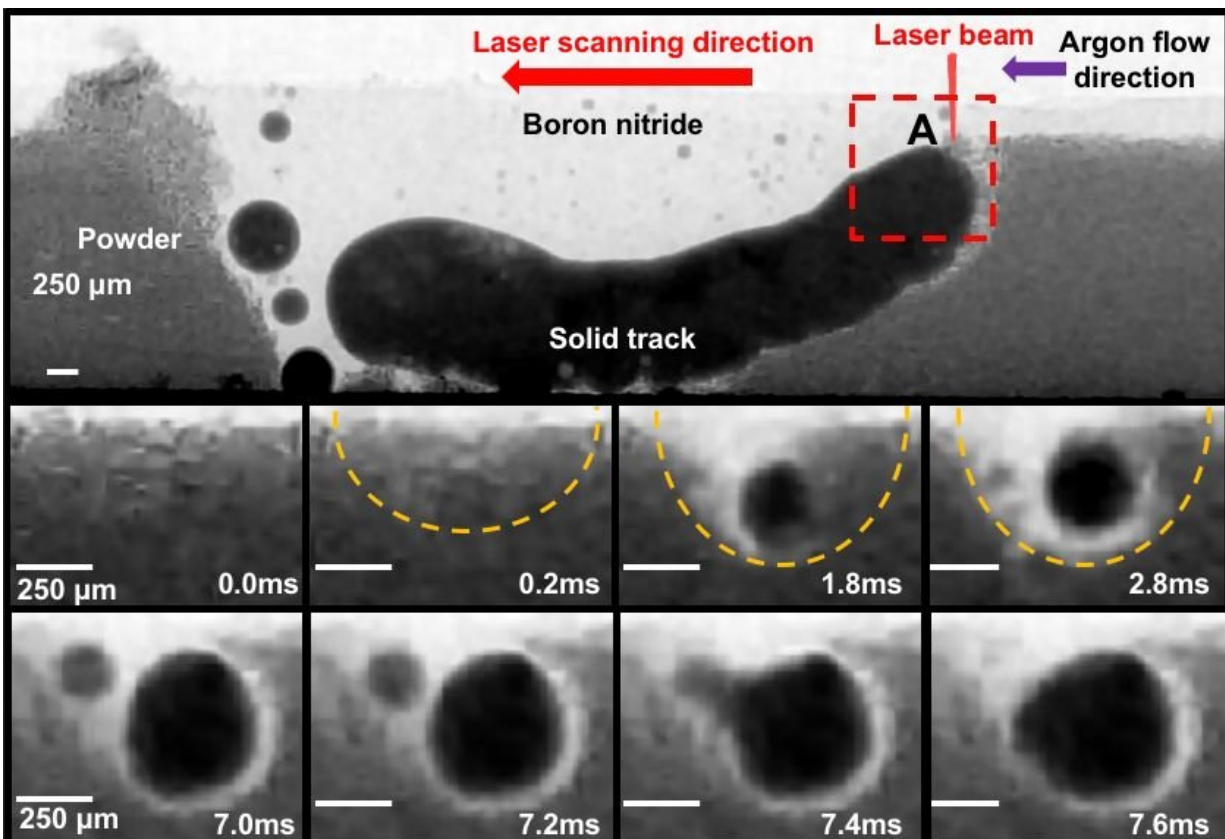 Laser scanning direction
Laser beam
Argon flow
direction
A
Boron nitride
Powder
250 µm
Solid track
250 µm
0.0ms
0.2ms
1.8ms
2.8ms
250 µm
7.0ms
7.2ms
7.4ms
7.6ms